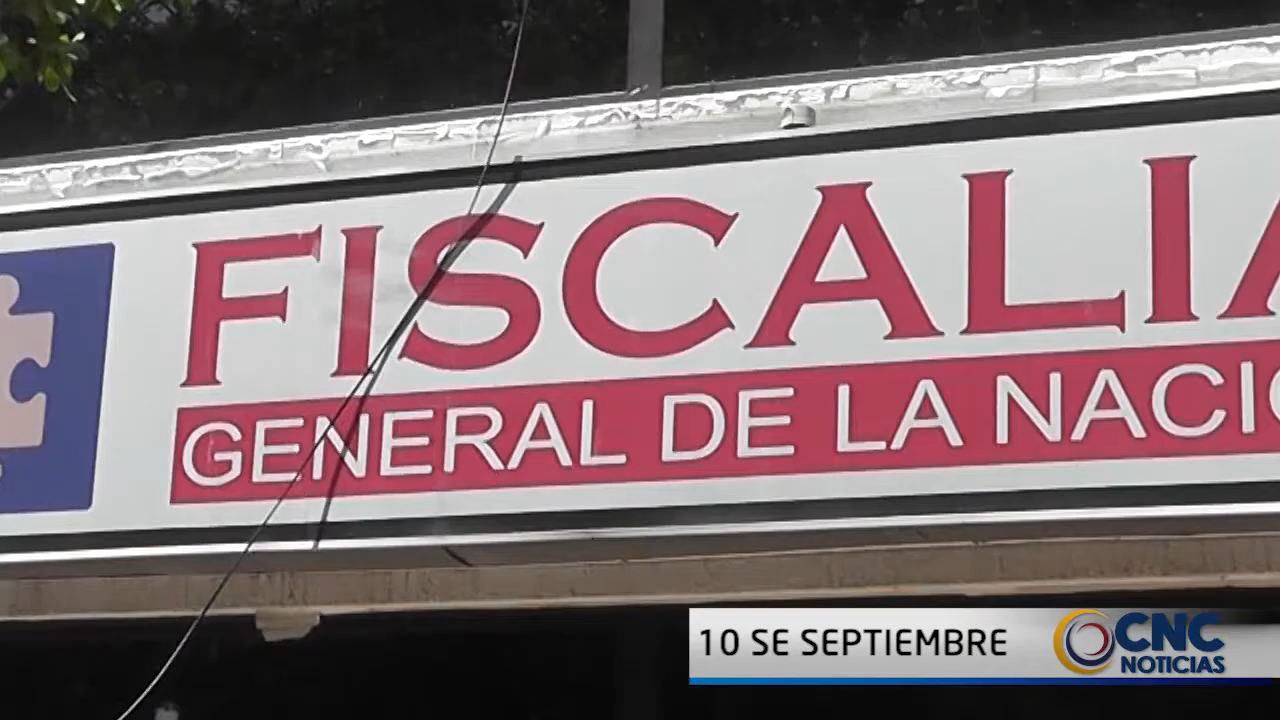 FISCALIA
GENERAL DE LA NACIO
10 SE SEPTIEMBRE
CNC
NOTICIAS